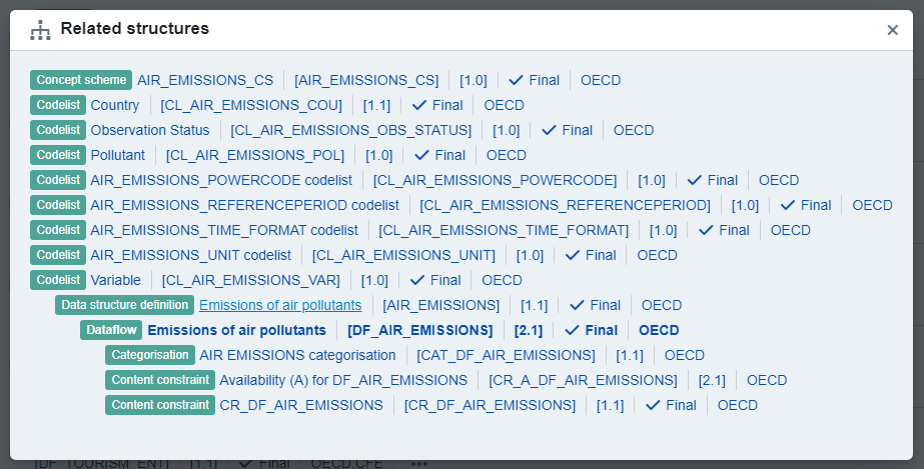 Related structures
Concept scheme AIR_EMISSIONS_CS [AIR_EMISSIONS_CS] [1.0] Final OECD
Codelist Country [CL_AIR_EMISSIONS_COU] [1.1] Final OECD
Codelist Observation Status [CL_AIR_EMISSIONS_OBS_STATUS] [1.0] Final OECD
Codelist Pollutant [CL_AIR_EMISSIONS_POL] [1.0] Final OECD
Codelist AIR_EMISSIONS_POWERCODE codelist [CL_AIR_EMISSIONS_POWERCODE] [1.0] Final OECD
Codelist AIR_EMISSIONS_REFERENCEPERIOD codelist [CL_AIR_EMISSIONS_REFERENCEPERIOD] [1.0] Final OECD
Codelist AIR_EMISSIONS_TIME_FORMAT codelist [CL_AIR_EMISSIONS_TIME_FORMAT] [1.0] Final OECD
Codelist AIR_EMISSIONS_UNIT codelist [CL_AIR_EMISSIONS_UNIT] [1.0] Final OECD
Codelist Variable [CL_AIR_EMISSIONS_VAR] [1.0] Final OECD
Data structure definition Emissions of air pollutants [AIR_EMISSIONS] [1.1] Final OECD
Dataflow Emissions of air pollutants [DF_AIR_EMISSIONS] [2.1] Final OECD
Categorisation AIR EMISSIONS categorisation [CAT_DF_AIR_EMISSIONS] [1.1] OECD
Content constraint Availability (A) for DF_AIR_EMISSIONS [CR_A_DF_AIR_EMISSIONS] [2.1] OECD
Content constraint CR_DF_AIR_EMISSIONS [CR_DF_AIR_EMISSIONS] [1.1] Final OECD
[DF_TOURISM_ENT] [1.1] Final OECD.CFE